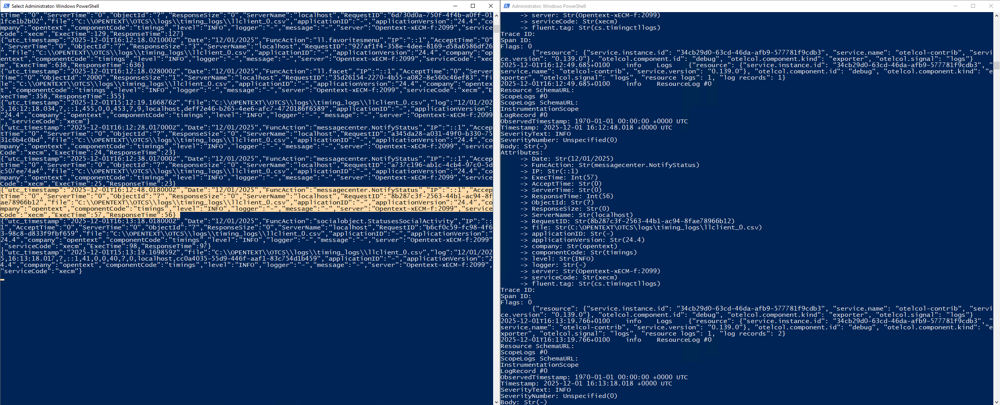 Select Administrator: Windows PowerShell
tTime":"0","ServerTime":"0","ObjectId":"?","ResponseSize":"0","ServerName":"localhost","RequestID":"6d730d0a-750f-4f4b-a0ff-01
1fce1b2b02","file":"C:\\OPENTEXT\\OTCS\\logs\\timing_logs\\llclient_0.csv","applicationID":"-","applicationVersion":"24.4","co
mpany":"opentext","componentCode":"timings","level":"INFO","logger":"-","message":"-","server":"Opentext-xECM-f:2099","service
Code":"xecm","ExecTime":129,"ResponseTime":127}
{"utc_timestamp":"2025-12-01T16:12:18.021000Z","Date":"12/01/2025","FuncAction":"ll.favoritesmenu","IP":"::1","AcceptTime":"0"
,"ServerTime":"0","ObjectId":"?","ResponseSize":"3","ServerName":"localhost","RequestID":"927af1f4-358e-4dee-8169-d58a6586df26
","file":"C:\\OPENTEXT\\OTCS\\logs\\timing_logs\\llclient_0.csv","applicationID":"-","applicationVersion":"24.4","company":"op
entext","componentCode":"timings","level":"INFO","logger":"-","message":"-","server":"Opentext-xECM-f:2099","serviceCode":"xec
m","ExecTime":638,"ResponseTime":636}
{"utc_timestamp":"2025-12-01T16:12:18.028000Z","Date":"12/01/2025","FuncAction":"ll.facet","IP":"::1","AcceptTime":"0","Server
Time":"0","ObjectId":"2000","ResponseSize":"1","ServerName":"localhost","RequestID":"35d26154-2270-4b55-a082-8e560c46ef83","fi
le":"C:\\OPENTEXT\\OTCS\\logs\\timing_logs\\llclient_0.csv","applicationID":"-","applicationVersion":"24.4","company":"opentex
t","componentCode":"timings","level":"INFO","logger":"-","message":"-","server":"Opentext-xECM-f:2099","serviceCode":"xecm","E
xecTime":358,"ResponseTime":355}
{"utc_timestamp":"2025-12-01T15:12:19.166876Z","file":"C:\\OPENTEXT\\OTCS\\logs\\timing_logs\\llclient_0.csv","log":"12/01/202
5,16:12:18.034,?,::1,455,0,0,453,?,9,localhost,deff2e46-b265-4ee6-afc7-4720186f6589","applicationID":"-","applicationVersion":
"24.4","company":"opentext","componentCode":"timings","level":"INFO","logger":"-","message":"-","server":"Opentext-xECM-f:2099
","serviceCode":"xecm"}
{"utc_timestamp":"2025-12-01T16:12:28.017000Z","Date":"12/01/2025","FuncAction":"messagecenter.NotifyStatus","IP":"::1","Accep
tTime":"0","ServerTime":"0","ObjectId":"?","ResponseSize":"0","ServerName":"localhost","RequestID":"a345da28-a031-49f0-b330-75
31c6b4c0bd","file":"C:\\OPENTEXT\\OTCS\\logs\\timing_logs\\llclient_0.csv","applicationID":"-","applicationVersion":"24.4","co
mpany":"opentext","componentCode":"timings","level":"INFO","logger":"-","message":"-","server":"Opentext-xECM-f:2099","service
Code":"xecm","ExecTime":24,"ResponseTime":23}
{"utc_timestamp":"2025-12-01T16:12:38.017000Z","Date":"12/01/2025","FuncAction":"messagecenter.NotifyStatus","IP":"::1","Accep
tTime":"0","ServerTime":"0","ObjectId":"?","ResponseSize":"0","ServerName":"localhost","RequestID":"a737c196-ab1c-4cb4-97c0-5d
c507ee74a4","file":"C:\\OPENTEXT\\OTCS\\logs\\timing_logs\\llclient_0.csv","applicationID":"-","applicationVersion":"24.4","co
mpany":"opentext","componentCode":"timings","level":"INFO","logger":"-","message":"-","server":"Opentext-xECM-f:2099","service
Code":"xecm","ExecTime":25,"ResponseTime":23}
{"utc_timestamp":"2025-12-01T16:12:48.018000Z","Date":"12/01/2025","FuncAction":"messagecenter.NotifyStatus","IP":"::1","Accep
tTime":"0","ServerTime":"0","ObjectId":"?","ResponseSize":"0","ServerName":"localhost","RequestID":"8b287c3f-2563-44b1-ac94-8f
ae78966b12","file":"C:\\OPENTEXT\\OTCS\\logs\\timing_logs\\llclient_0.csv","applicationID":"-","applicationVersion":"24.4","co
mpany":"opentext","componentCode":"timings","level":"INFO","logger":"-","message":"-","server":"Opentext-xECM-f:2099","service
Code":"xecm","ExecTime":57,"ResponseTime":56}
{"utc_timestamp":"2025-12-01T16:13:18.018000Z","Date":"12/01/2025","FuncAction":"socialobject.StatusesSocialActivity","IP":"::
1","AcceptTime":"0","ServerTime":"0","ObjectId":"?","ResponseSize":"0","ServerName":"localhost","RequestID":"b6cf0c59-fc98-4f6
3-98c8-d833f9fbf659","file":"C:\\OPENTEXT\\OTCS\\logs\\timing_logs\\llclient_0.csv","applicationID":"-","applicationVersion":"
24.4","company":"opentext","componentCode":"timings","level":"INFO","logger":"-","message":"-","server":"Opentext-xECM-f:2099"
,"serviceCode":"xecm","ExecTime":98,"ResponseTime":97}
{"utc_timestamp":"2025-12-01T15:13:19.169859Z","file":"C:\\OPENTEXT\\OTCS\\logs\\timing_logs\\llclient_0.csv","log":"12/01/202
5,16:13:18.017,?,::1,41,0,0,40,?,0,localhost,cc0a4035-55d9-446f-aaf1-83c754d1b459","applicationID":"-","applicationVersion":"2
4.4","company":"opentext","componentCode":"timings","level":"INFO","logger":"-","message":"-","server":"Opentext-xECM-f:2099",
"serviceCode":"xecm"}
Administrator: Windows PowerShell
-> server: Str(Opentext-xECM-f:2099)
-> serviceCode: Str(xecm)
-> fluent.tag: Str(cs.timingctllogs)
Trace ID:
Span ID:
Flags: 0
{"resource": {"service.instance.id": "34cb29d0-63cd-46da-afb9-577781f9cdb3", "service.name": "otelcol-contrib", "servi
ce.version": "0.139.0"}, "otelcol.component.id": "debug", "otelcol.component.kind": "exporter", "otelcol.signal": "logs"}
2025-12-01T16:12:49.685+0100 info Logs {"resource": {"service.instance.id": "34cb29d0-63cd-46da-afb9-577781f9cdb3", "
service.name": "otelcol-contrib", "service.version": "0.139.0"}, "otelcol.component.id": "debug", "otelcol.component.kind": "e
xporter", "otelcol.signal": "logs", "resource logs": 1, "log records": 1}
2025-12-01T16:12:49.685+0100 info ResourceLog #0
Resource SchemaURL:
ScopeLogs #0
ScopeLogs SchemaURL:
InstrumentationScope
LogRecord #0
ObservedTimestamp: 1970-01-01 00:00:00 +0000 UTC
Timestamp: 2025-12-01 16:12:48.018 +0000 UTC
SeverityText: INFO
SeverityNumber: Unspecified(0)
Body: Str(-)
Attributes:
-> Date: Str(12/01/2025)
-> FuncAction: Str(messagecenter.NotifyStatus)
-> IP: Str(::1)
-> ExecTime: Int(57)
-> AcceptTime: Str(0)
-> ServerTime: Str(0)
-> ResponseTime: Int(56)
-> ObjectId: Str(?)
-> ResponseSize: Str(0)
-> ServerName: Str(localhost)
-> RequestID: Str(8b287c3f-2563-44b1-ac94-8fae78966b12)
-> file: Str(C:\OPENTEXT\OTCS\logs\timing_logs\llclient_0.csv)
-> applicationID: Str(-)
-> applicationVersion: Str(24.4)
-> company: Str(opentext)
-> componentCode: Str(timings)
-> level: Str(INFO)
-> logger: Str(-)
-> server: Str(Opentext-xECM-f:2099)
-> serviceCode: Str(xecm)
-> fluent.tag: Str(cs.timingctllogs)
Trace ID:
Span ID:
Flags: 0
{"resource": {"service.instance.id": "34cb29d0-63cd-46da-afb9-577781f9cdb3", "service.name": "otelcol-contrib", "servi
ce.version": "0.139.0"}, "otelcol.component.id": "debug", "otelcol.component.kind": "exporter", "otelcol.signal": "logs"}
2025-12-01T16:13:19.766+0100 info Logs {"resource": {"service.instance.id": "34cb29d0-63cd-46da-afb9-577781f9cdb3", "
service.name": "otelcol-contrib", "service.version": "0.139.0"}, "otelcol.component.id": "debug", "otelcol.component.kind": "e
xporter", "otelcol.signal": "logs", "resource logs": 1, "log records": 2}
2025-12-01T16:13:19.766+0100 info ResourceLog #0
Resource SchemaURL:
ScopeLogs #0
ScopeLogs SchemaURL:
InstrumentationScope
LogRecord #0
ObservedTimestamp: 1970-01-01 00:00:00 +0000 UTC
Timestamp: 2025-12-01 16:13:18.018 +0000 UTC
SeverityText: INFO
SeverityNumber: Unspecified(0)
Body: Str(-)